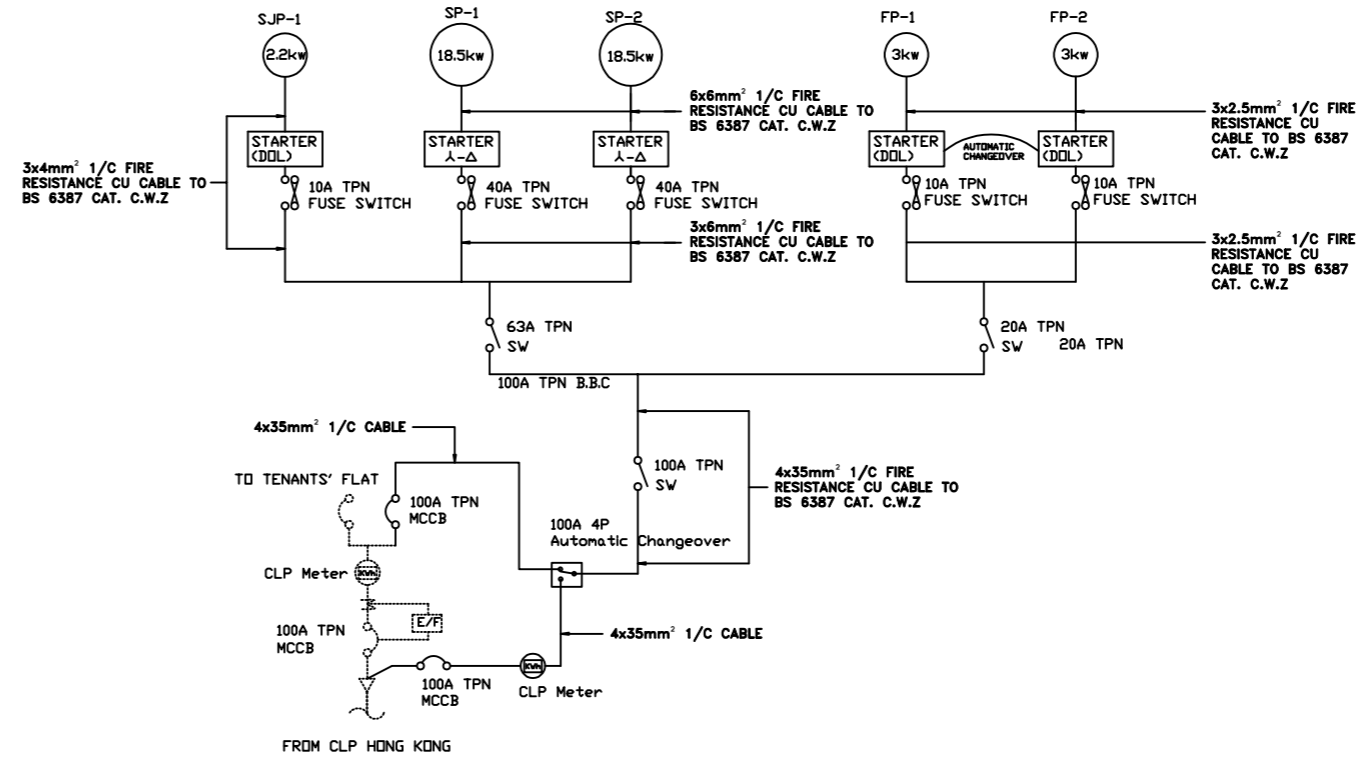 SJP-1
SP-1
SP-2
FP-1
FP-2
2.2kw
18.5kw
18.5kw
3kw
3kw
6x6mm² 1/C FIRE
RESISTANCE CU CABLE TO
BS 6387 CAT. C.W.Z
3x2.5mm² 1/C FIRE
RESISTANCE CU
CABLE TO BS 6387
CAT. C.W.Z
STARTER
(DOL)
STARTER
⅄-Δ
STARTER
⅄-Δ
STARTER
(DOL)
AUTOMATIC
CHANGEOVER
STARTER
(DOL)
3x4mm² 1/C FIRE
RESISTANCE CU CABLE TO
BS 6387 CAT. C.W.Z
10A TPN
FUSE SWITCH
40A TPN
FUSE SWITCH
40A TPN
FUSE SWITCH
10A TPN
FUSE SWITCH
10A TPN
FUSE SWITCH
3x6mm² 1/C FIRE
RESISTANCE CU CABLE TO
BS 6387 CAT. C.W.Z
3x2.5mm² 1/C FIRE
RESISTANCE CU
CABLE TO BS 6387
CAT. C.W.Z
63A TPN
SW
20A TPN
SW
20A TPN
100A TPN B.B.C
4x35mm² 1/C CABLE
TO TENANTS' FLAT
100A TPN
MCCB
100A TPN
SW
4x35mm² 1/C FIRE
RESISTANCE CU CABLE TO
BS 6387 CAT. C.W.Z
100A 4P
Automatic Changeover
CLP Meter
KWh
E/F
100A TPN
MCCB
4x35mm² 1/C CABLE
KWh
100A TPN
MCCB
CLP Meter
FROM CLP HONG KONG